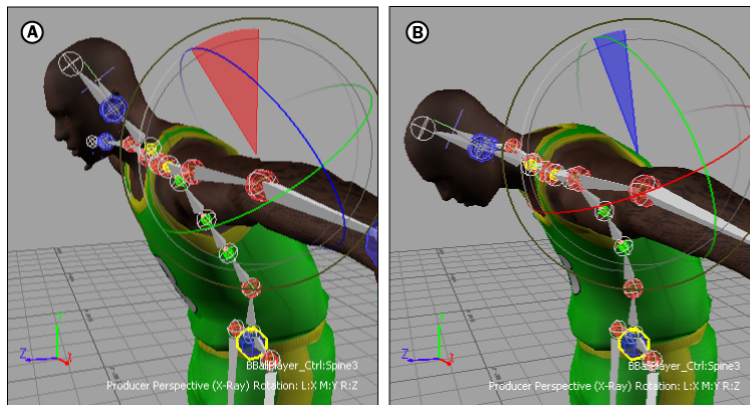 A
B
Z
Y
X
BBallPlayer_Ctrl:Spine3
Producer Perspective (X-Ray) Rotation: L:X M:Y R:Z
Z
Y
X
BBallPlayer_Ctrl:Spine3
Producer Perspective (X-Ray) Rotation: L:X M:Y R:Z